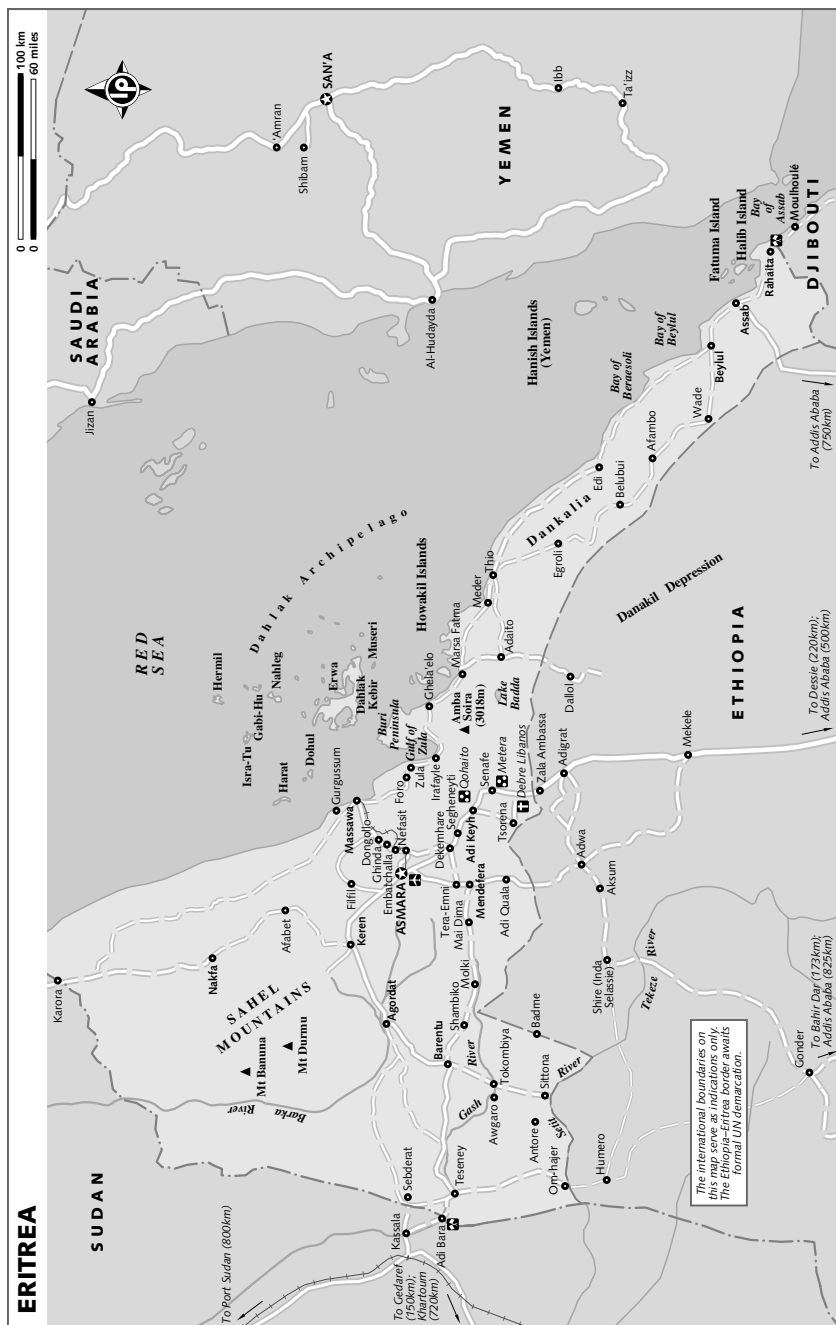 ERITREA
0 100 km
0 60 miles
SUDAN
SAUDI
ARABIA
YEMEN
ETHIOPIA
DJIBOUTI
RED
SEA
To Port Sudan (800km)
To Gedaref
(150km);
Khartoum
(720km)
Kassala
Adi Bara
Sebderat
Teseney
Karora
Nakfa
Afabet
SAHEL
MOUNTAINS
Mt Banuna
Mt Durmu
Barka
River
Agordat
Keren
Filfil
Barentu
Shambiko
Molki
Gash
River
Tokombiya
Awgaro
Antore
Sittona
Setit
River
Om-hajer
Humero
Badme
Gurgussum
Massawa
Dongollo
Ghinda
Embatchalla
Nefasit
ASMARA
Dekemhare
Segheneyti
Tera-Emni
Mai Dima
Mendefera
Adi Quala
Adi Keyh
Qohaito
Senafe
Metera
Tsorena
Debre Libanos
Zala Ambassa
Adigrat
Adwa
Aksum
Shire (Inda
Selassie)
Tekeze
River
Mekele
Gonder
To Bahir Dar (173km);
Addis Ababa (825km)
To Dessie (220km);
Addis Ababa (500km)
The international boundaries on
this map serve as indications only.
The Ethiopia–Eritrea border awaits
formal UN demarcation.
Foro
Zula
Gulf of
Zula
Irafayle
Buri
Peninsula
Ghela'elo
Amba
Soira
(3018m)
Marsa Fatma
Lake
Badda
Adaito
Dallol
Meder
Thio
Howakil Islands
Dahlak Archipelago
Hermil
Isra-Tu
Gabi-Hu
Nahleg
Harat
Dohul
Erwa
Dahlak
Kebir
Museri
Dankalia
Danakil Depression
Egroli
Edi
Belubui
Afambo
Wade
Bay of
Beraesoli
Bay of
Beylul
Beylul
Assab
Fatuma Island
Halib Island
Bay
of
Assab
Rahaita
Moulhoulé
To Addis Ababa
(750km)
Hanish Islands
(Yemen)
Jizan
Al-Hudayda
'Amran
Shibam
SAN'A
Ibb
Ta'izz
lp